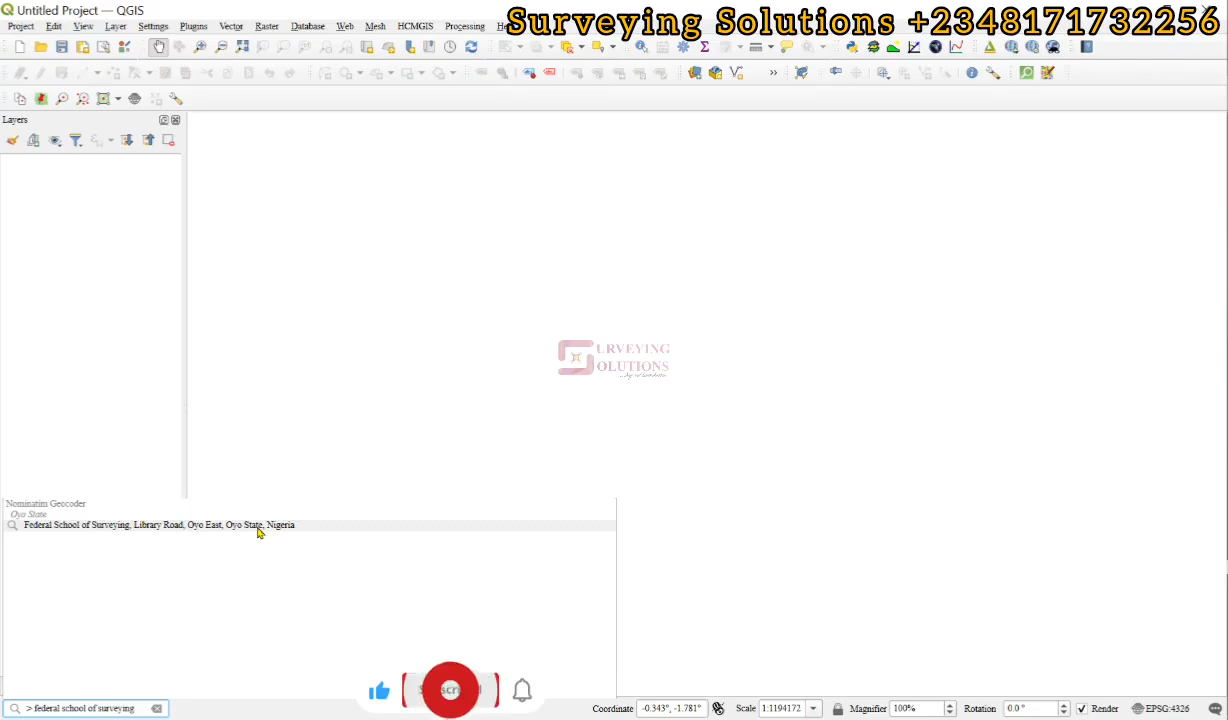 Untitled Project — QGIS
Surveying Solutions +2348171732256
Project Edit View Layer Settings Plugins Vector Raster Database Web Mesh HCMGIS Processing
Layers
URVEYING
OLUTIONS
Nominatim Geocoder
Oyo State
Federal School of Surveying, Library Road, Oyo East, Oyo State, Nigeria
> federal school of surveying
Coordinate -0.343°, -1.781° Scale 1:1194172 Magnifier 100% Rotation 0.0 ° Render EPSG:4326